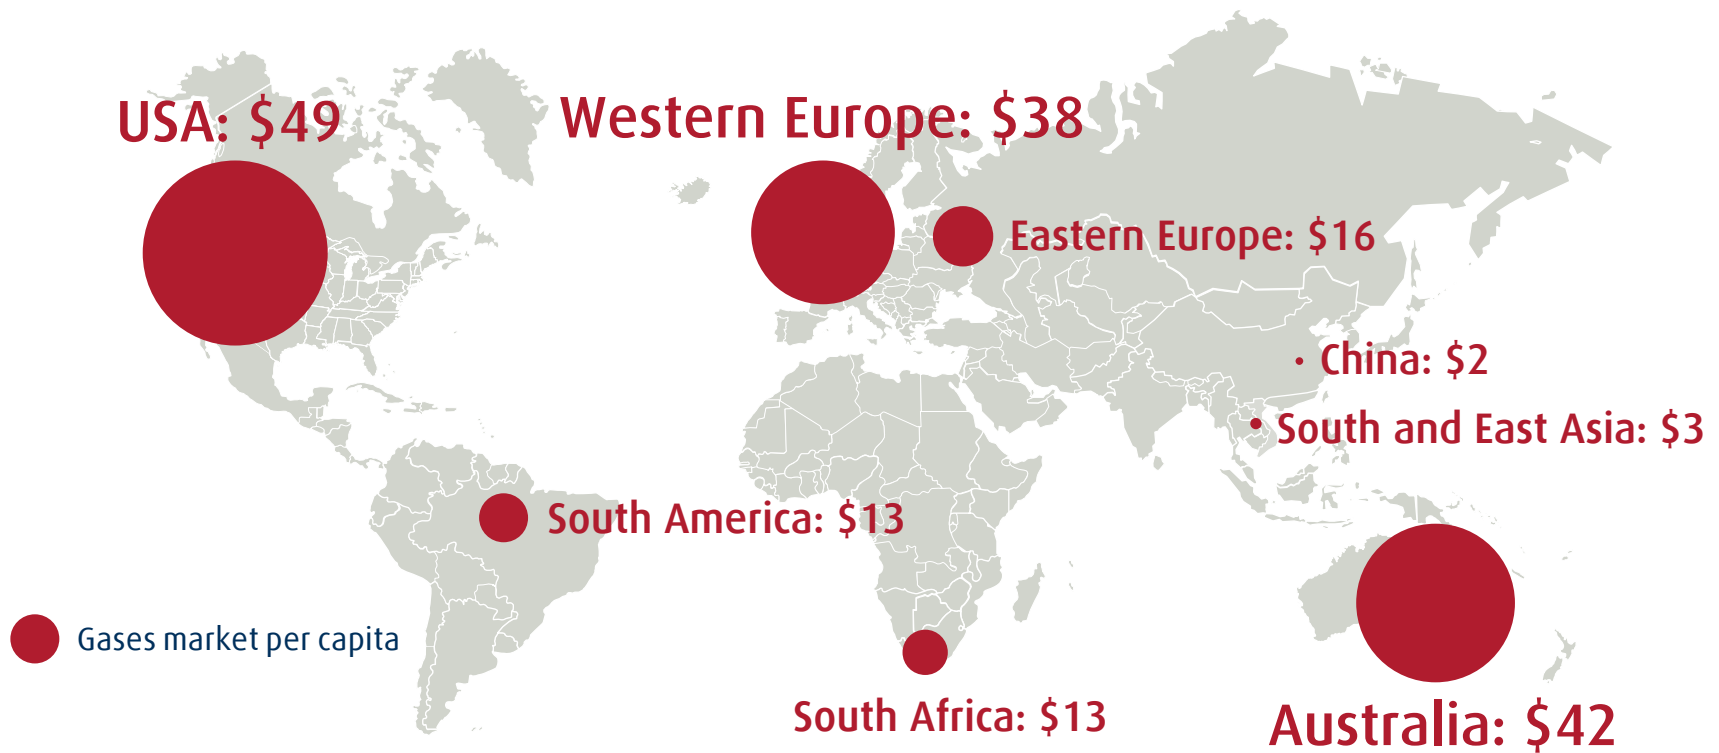 USA: $49
Western Europe: $38
Eastern Europe: $16
China: $2
South and East Asia: $3
South America: $13
Gases market per capita
South Africa: $13
Australia: $42